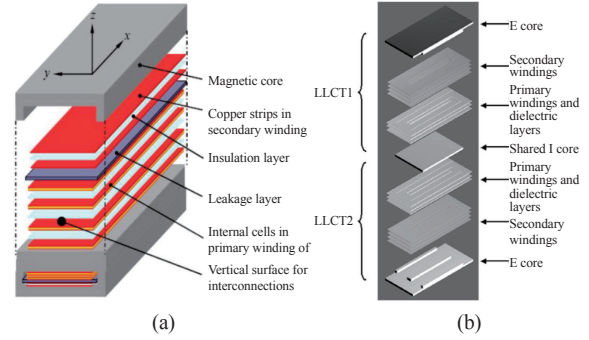 z
x
y
Magnetic core
Copper strips in
secondary winding
Insulation layer
Leakage layer
Internal cells in
primary winding of
Vertical surface for
interconnections
(a)
LLCT1
LLCT2
E core
Secondary
windings
Primary
windings and
dielectric
layers
Shared I core
Primary
windings and
dielectric
layers
Secondary
windings
E core
(b)